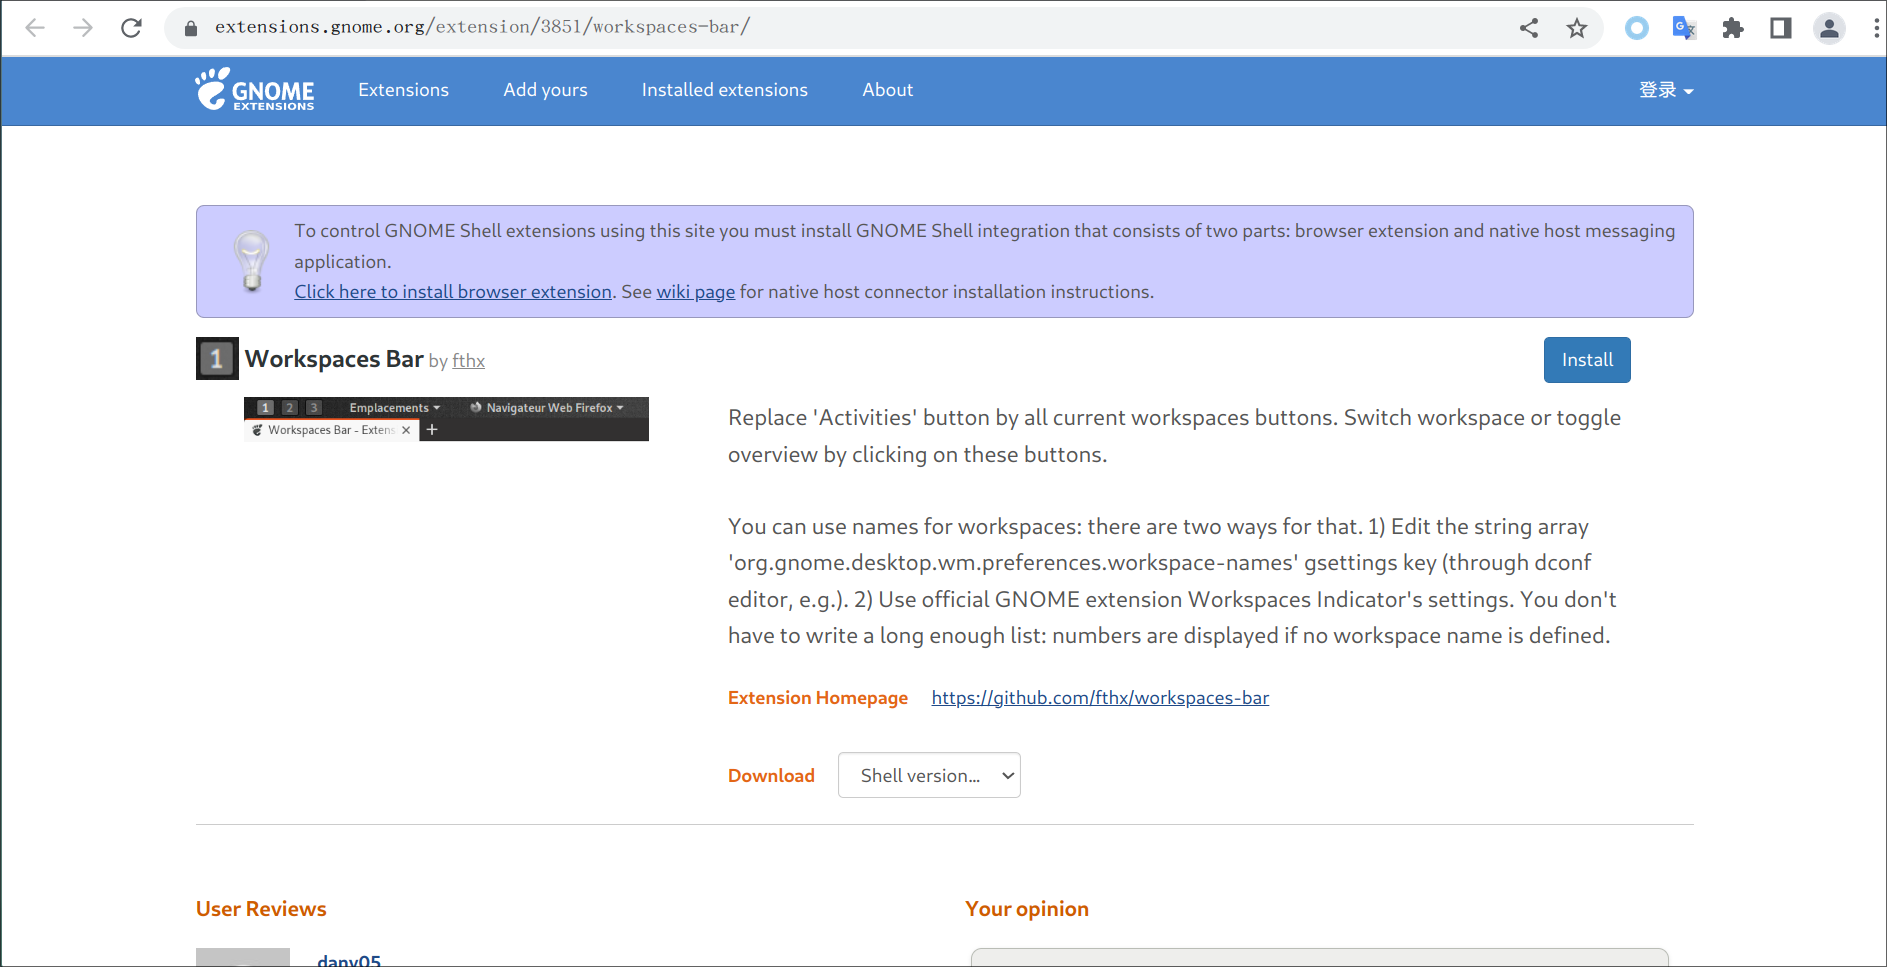 extensions.gnome.org/extension/3851/workspaces-bar/
GNOME
EXTENSIONS
Extensions
Add yours
Installed extensions
About
登录
To control GNOME Shell extensions using this site you must install GNOME Shell integration that consists of two parts: browser extension and native host messaging
application.
Click here to install browser extension. See wiki page for native host connector installation instructions.
1
Workspaces Bar by fthx
Install
1 2 3 Emplacements Navigateur Web Firefox
Workspaces Bar - Extens
Replace 'Activities' button by all current workspaces buttons. Switch workspace or toggle
overview by clicking on these buttons.
You can use names for workspaces: there are two ways for that. 1) Edit the string array
'org.gnome.desktop.wm.preferences.workspace-names' gsettings key (through dconf
editor, e.g.). 2) Use official GNOME extension Workspaces Indicator's settings. You don't
have to write a long enough list: numbers are displayed if no workspace name is defined.
Extension Homepage https://github.com/fthx/workspaces-bar
Download Shell version...
User Reviews
Your opinion
dany05